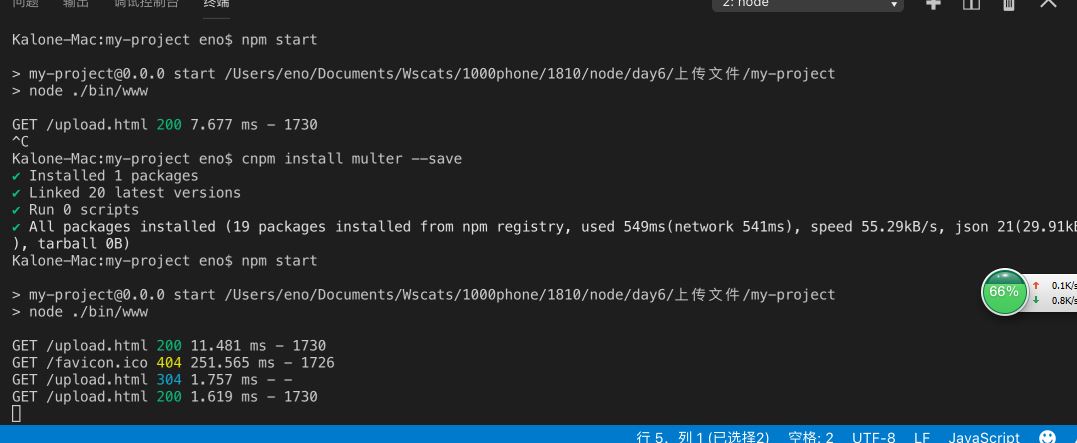 问题 输出 调试控制台 终端 2: node
Kalone-Mac:my-project eno$ npm start
> my-project@0.0.0 start /Users/eno/Documents/Wscats/1000phone/1810/node/day6/上传文件/my-project
> node ./bin/www
GET /upload.html 200 7.677 ms - 1730
^C
Kalone-Mac:my-project eno$ cnpm install multer --save
✔ Installed 1 packages
✔ Linked 20 latest versions
✔ Run 0 scripts
✔ All packages installed (19 packages installed from npm registry, used 549ms(network 541ms), speed 55.29kB/s, json 21(29.91kB
), tarball 0B)
Kalone-Mac:my-project eno$ npm start
> my-project@0.0.0 start /Users/eno/Documents/Wscats/1000phone/1810/node/day6/上传文件/my-project
> node ./bin/www
66% ↑ 0.1K/s
↓ 0.8K/s
GET /upload.html 200 11.481 ms - 1730
GET /favicon.ico 404 251.565 ms - 1726
GET /upload.html 304 1.757 ms - -
GET /upload.html 200 1.619 ms - 1730
行 5，列 1 (已选择2) 空格: 2 UTF-8 LF JavaScript